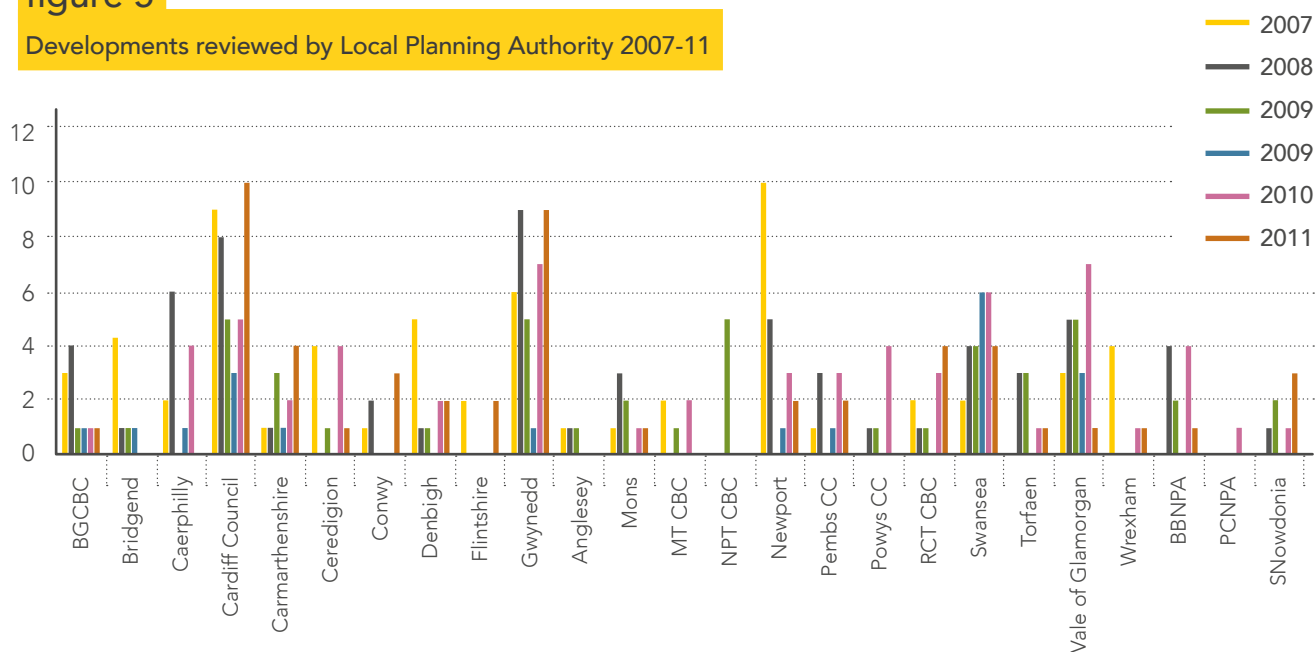 figure 5
Developments reviewed by Local Planning Authority 2007-11
2007
2008
2009
2009
2010
2011
12
10
8
6
4
2
0
BGCBC
Bridgend
Caerphilly
Cardiff Council
Carmarthenshire
Ceredigion
Conwy
Denbigh
Flintshire
Gwynedd
Anglesey
Mons
MT CBC
NPT CBC
Newport
Pembs CC
Powys CC
RCT CBC
Swansea
Torfaen
Vale of Glamorgan
Wrexham
BBNPA
PCNPA
SNowdonia